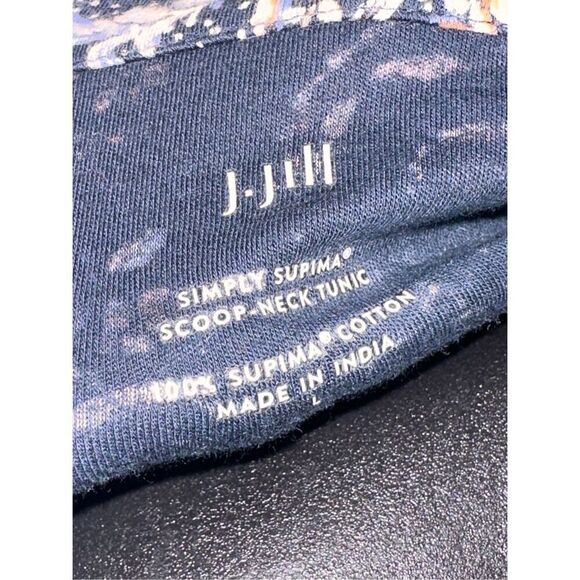 J.Jill
SIMPLY SUPIMA®
SCOOP-NECK TUNIC
100% SUPIMA® COTTON
MADE IN INDIA
L